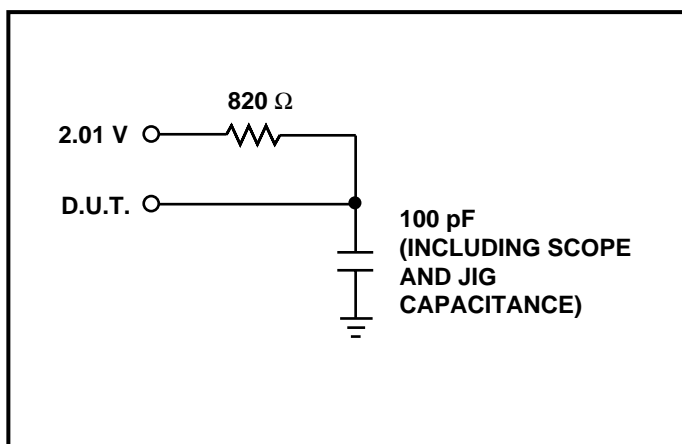 820 Ω
2.01 V
D.U.T.
100 pF
(INCLUDING SCOPE
AND JIG
CAPACITANCE)